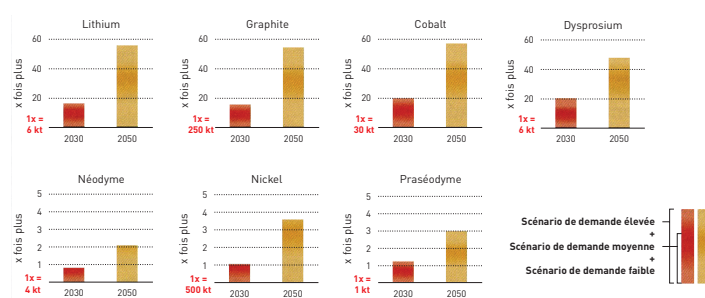 Lithium
60
40
20
x fois plus
1x =
6 kt
2030
2050
Graphite
60
40
20
x fois plus
1x =
250 kt
2030
2050
Cobalt
60
40
20
x fois plus
1x =
30 kt
2030
2050
Dysprosium
60
40
20
x fois plus
1x =
6 kt
2030
2050
Néodyme
5
4
3
2
1
x fois plus
1x =
4 kt
2030
2050
Nickel
5
4
3
2
1
x fois plus
1x =
500 kt
2030
2050
Praséodyme
5
4
3
2
1
x fois plus
1x =
1 kt
2030
2050
Scénario de demande élevée
+
Scénario de demande moyenne
+
Scénario de demande faible